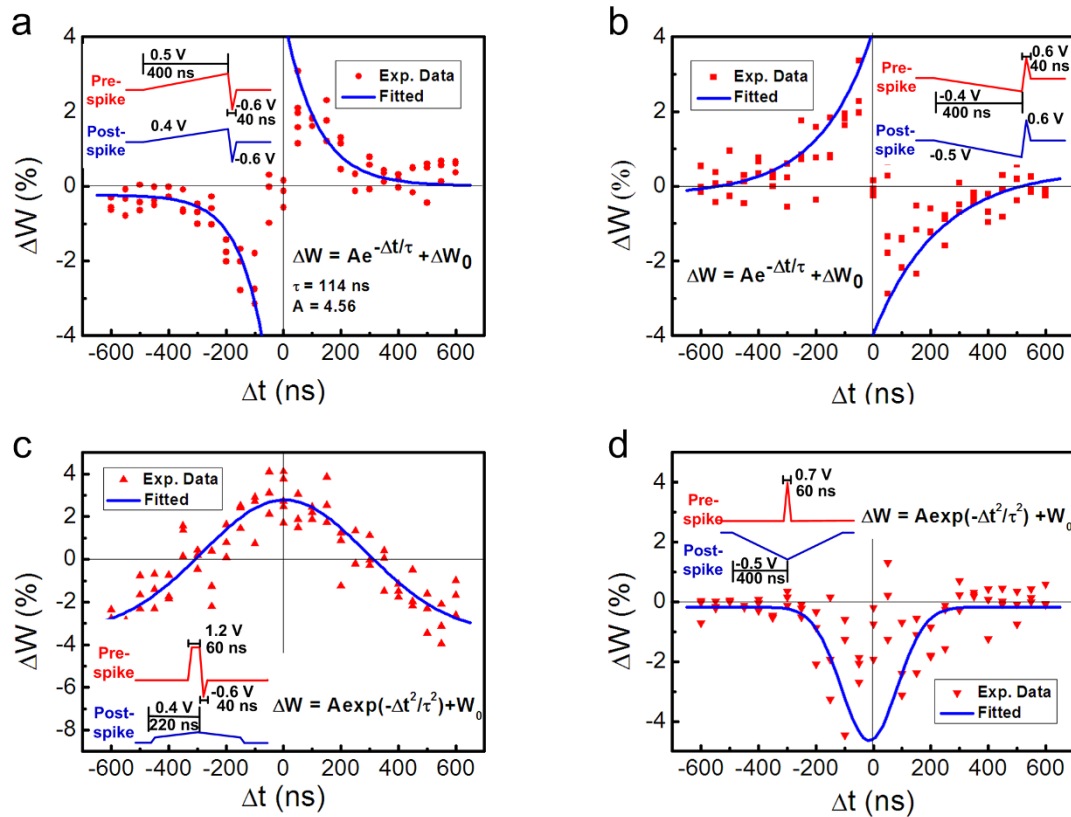 a
4
2
0
-2
-4
ΔW (%)
0.5 V
400 ns
Pre-
spike
-0.6 V
40 ns
Post-
spike
0.4 V
-0.6 V
Exp. Data
Fitted
ΔW = Ae^-Δt/τ + ΔW₀
τ = 114 ns
A = 4.56
-600 -400 -200 0 200 400 600
Δt (ns)
b
4
2
0
-2
-4
ΔW (%)
Exp. Data
Fitted
0.6 V
40 ns
Pre-
spike
-0.4 V
400 ns
Post-
spike
0.6 V
-0.5 V
ΔW = Ae^-Δt/τ + ΔW₀
-600 -400 -200 0 200 400 600
Δt (ns)
c
4
2
0
-2
-4
-6
-8
ΔW (%)
Exp. Data
Fitted
1.2 V
60 ns
Pre-
spike
-0.6 V
40 ns
0.4 V
220 ns
Post-
spike
ΔW = Aexp(-Δt²/τ²)+W₀
-600 -400 -200 0 200 400 600
Δt (ns)
d
4
2
0
-2
-4
ΔW (%)
0.7 V
60 ns
Pre-
spike
Post-
spike
-0.5 V
400 ns
ΔW = Aexp(-Δt²/τ²) +W₀
Exp. Data
Fitted
-600 -400 -200 0 200 400 600
Δt (ns)